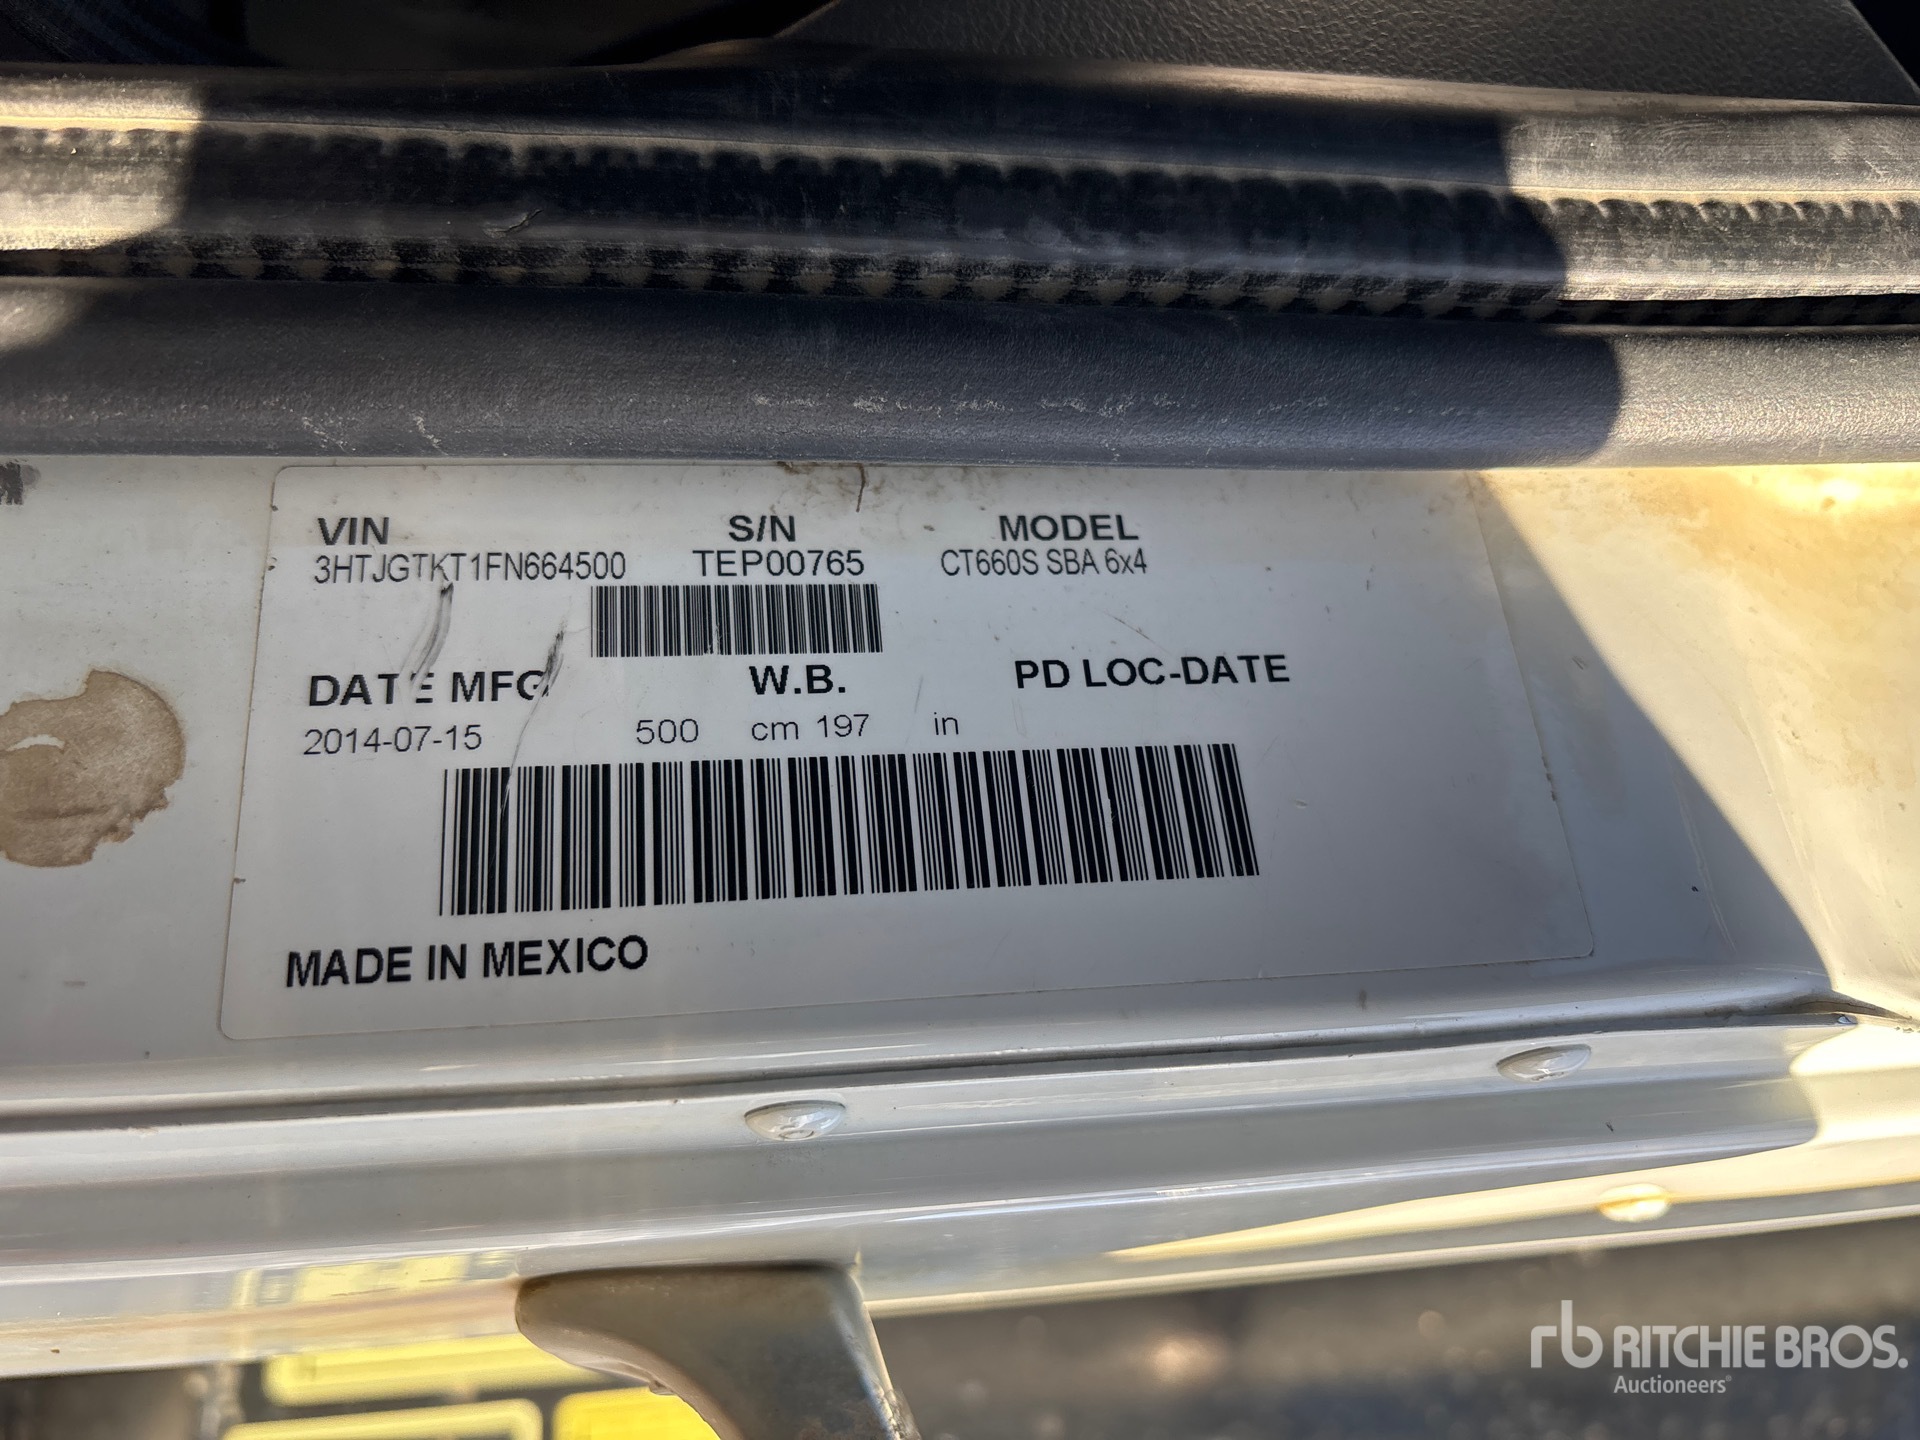 VIN S/N MODEL
3HTJGTKT1FN664500 TEP00765 CT660S SBA 6x4
DATE MFG W.B. PD LOC-DATE
2014-07-15 500 cm 197 in
MADE IN MEXICO
rb RITCHIE BROS.
Auctioneers